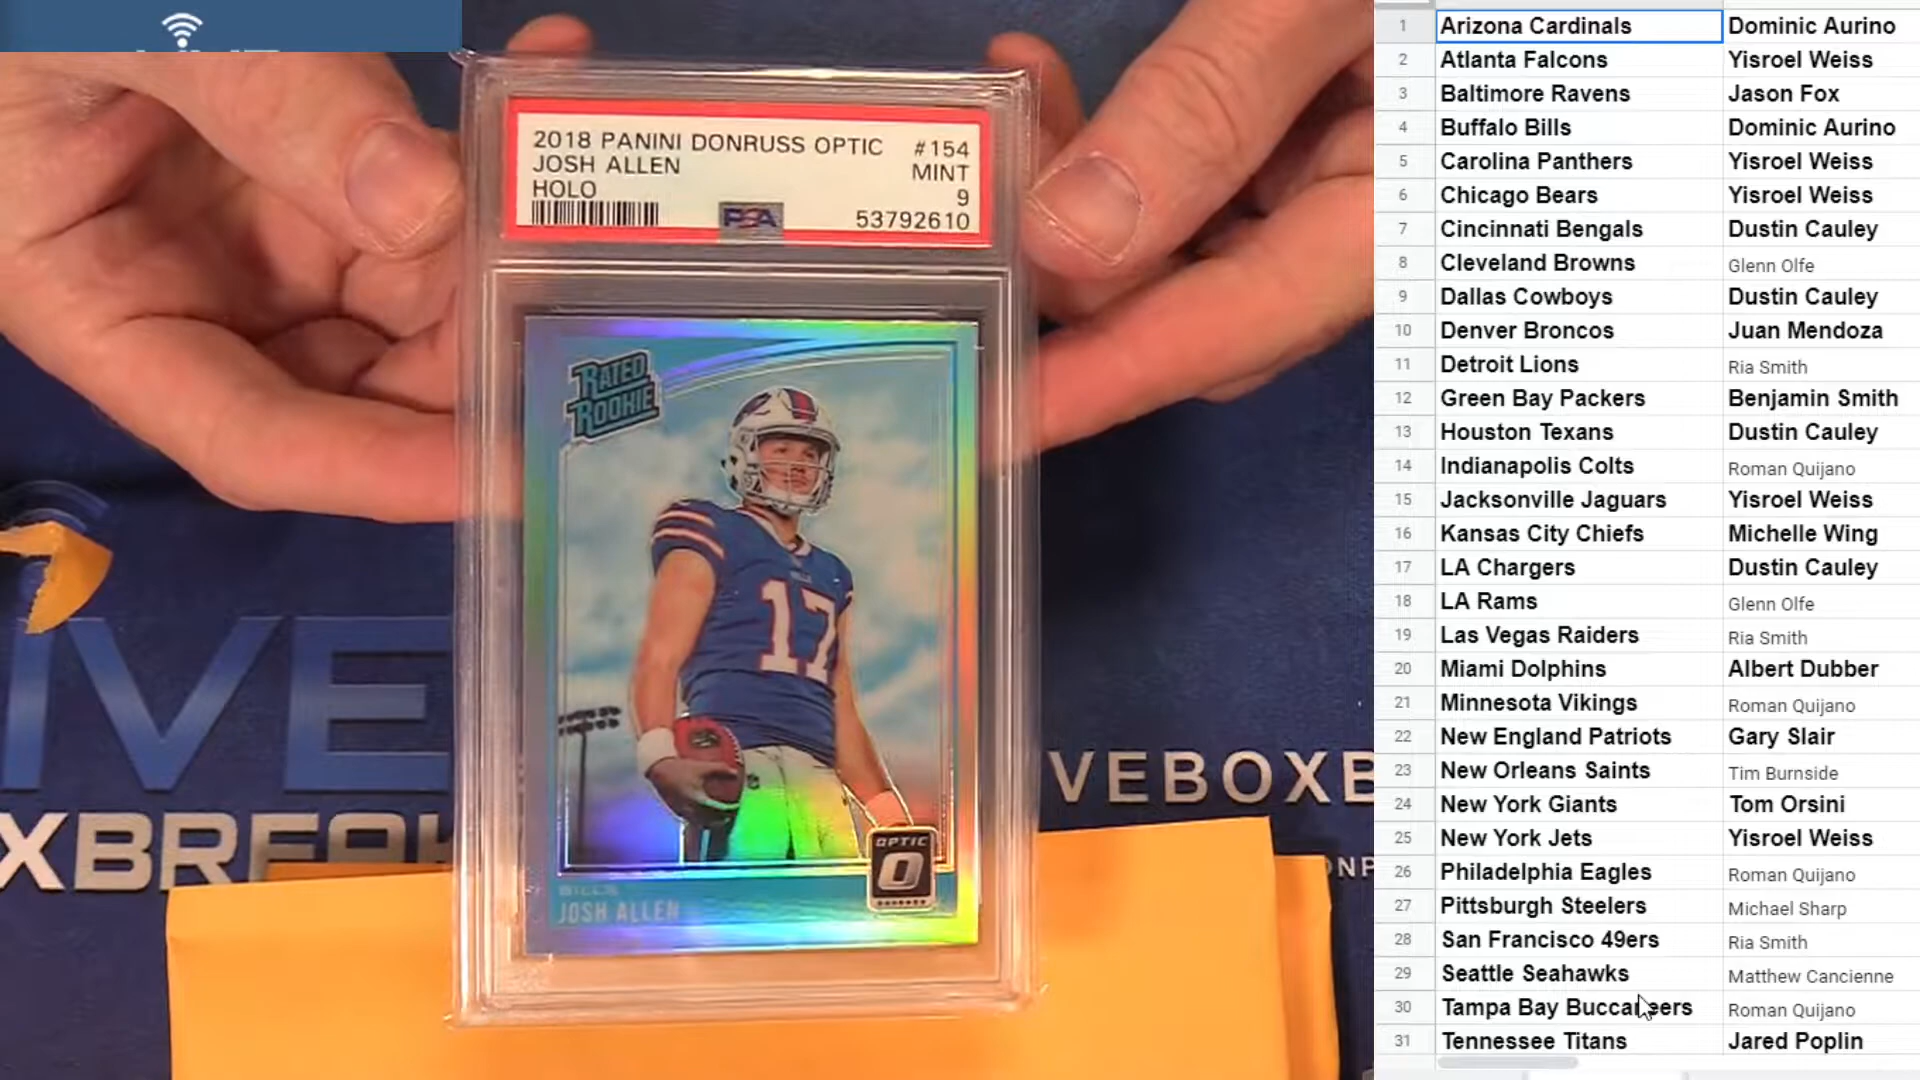 2018 PANINI DONRUSS OPTIC #154
JOSH ALLEN MINT
HOLO 9
PSA 53792610
RATED
ROOKIE
17
OPTIC
O
BILLS
JOSH ALLEN
IVE
XBREA
VEBOXB
1 Arizona Cardinals Dominic Aurino
2 Atlanta Falcons Yisroel Weiss
3 Baltimore Ravens Jason Fox
4 Buffalo Bills Dominic Aurino
5 Carolina Panthers Yisroel Weiss
6 Chicago Bears Yisroel Weiss
7 Cincinnati Bengals Dustin Cauley
8 Cleveland Browns Glenn Olfe
9 Dallas Cowboys Dustin Cauley
10 Denver Broncos Juan Mendoza
11 Detroit Lions Ria Smith
12 Green Bay Packers Benjamin Smith
13 Houston Texans Dustin Cauley
14 Indianapolis Colts Roman Quijano
15 Jacksonville Jaguars Yisroel Weiss
16 Kansas City Chiefs Michelle Wing
17 LA Chargers Dustin Cauley
18 LA Rams Glenn Olfe
19 Las Vegas Raiders Ria Smith
20 Miami Dolphins Albert Dubber
21 Minnesota Vikings Roman Quijano
22 New England Patriots Gary Slair
23 New Orleans Saints Tim Burnside
24 New York Giants Tom Orsini
25 New York Jets Yisroel Weiss
26 Philadelphia Eagles Roman Quijano
27 Pittsburgh Steelers Michael Sharp
28 San Francisco 49ers Ria Smith
29 Seattle Seahawks Matthew Cancienne
30 Tampa Bay Buccaneers Roman Quijano
31 Tennessee Titans Jared Poplin